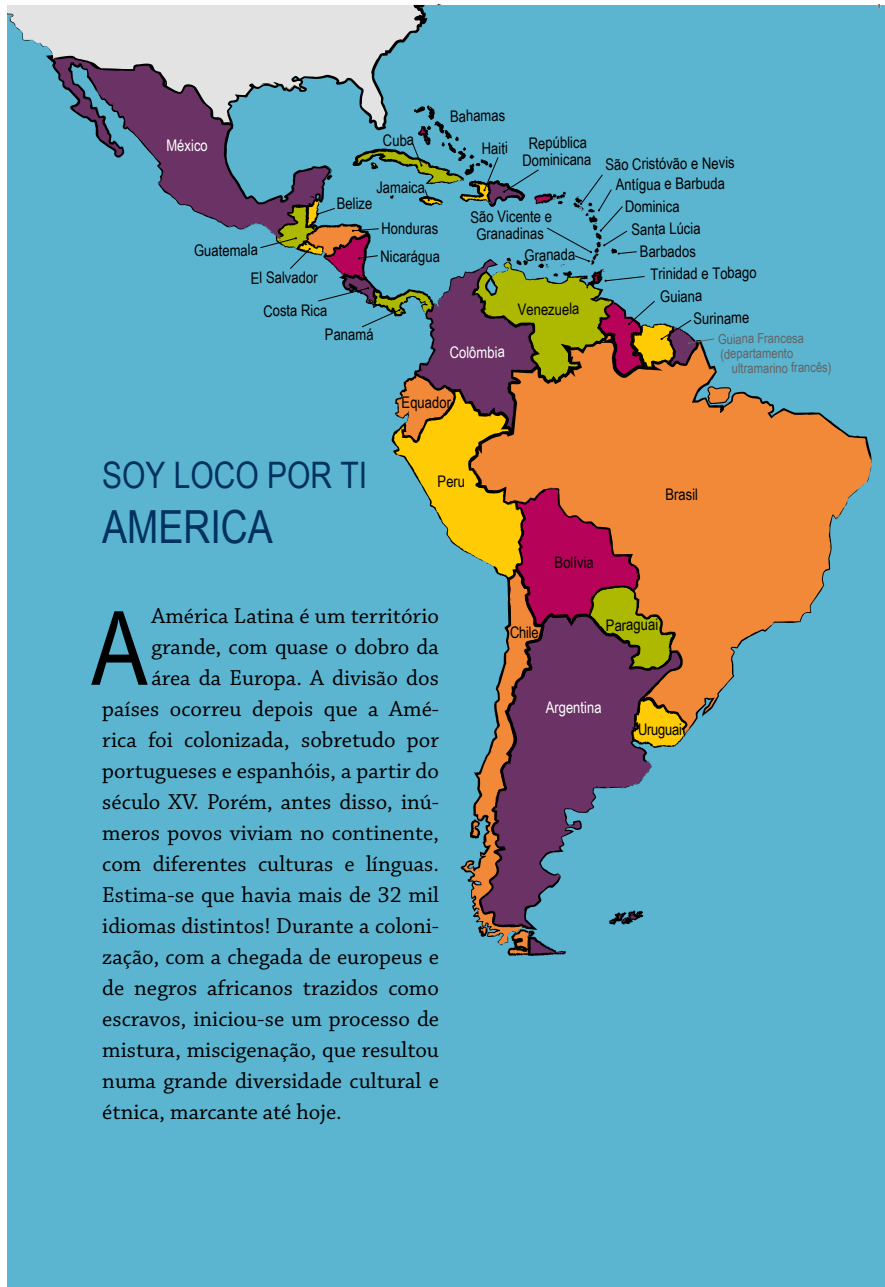 Bahamas
Cuba
Haiti
República
Dominicana
México
São Cristóvão e Nevis
Jamaica
Antígua e Barbuda
Belize
Dominica
São Vicente e
Granadinas
Honduras
Santa Lúcia
Guatemala
Nicarágua
Granada
Barbados
El Salvador
Trinidad e Tobago
Costa Rica
Venezuela
Guiana
Panamá
Suriname
Colômbia
Guiana Francesa
(departamento
ultramarino francês)
Equador
Peru
Brasil
SOY LOCO POR TI
AMERICA
Bolívia
Chile
Paraguai
Argentina
Uruguai
A América Latina é um território
grande, com quase o dobro da
área da Europa. A divisão dos
países ocorreu depois que a Amé-
rica foi colonizada, sobretudo por
portugueses e espanhóis, a partir do
século XV. Porém, antes disso, inú-
meros povos viviam no continente,
com diferentes culturas e línguas.
Estima-se que havia mais de 32 mil
idiomas distintos! Durante a coloni-
zação, com a chegada de europeus e
de negros africanos trazidos como
escravos, iniciou-se um processo de
mistura, miscigenação, que resultou
numa grande diversidade cultural e
étnica, marcante até hoje.